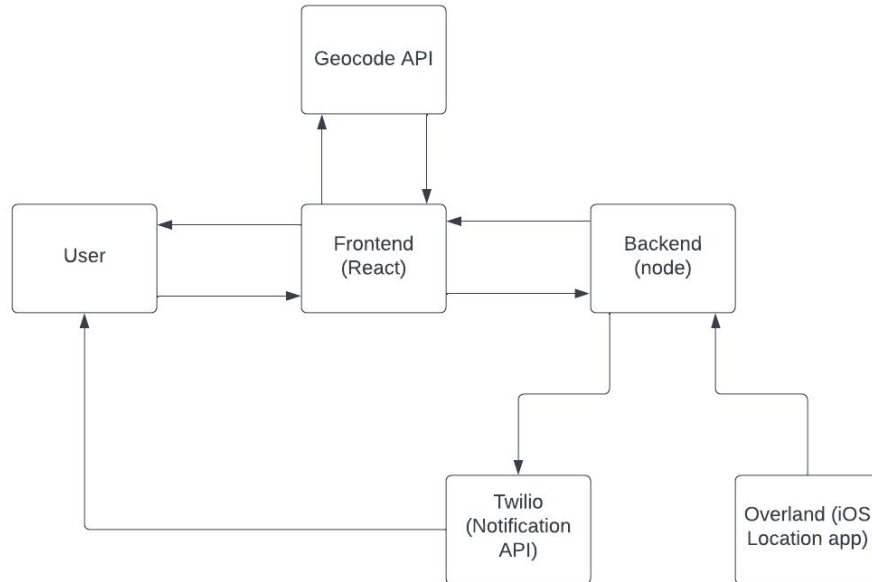 Geocode API
User
Frontend
(React)
Backend
(node)
Twilio
(Notification
API)
Overland (iOS
Location app)